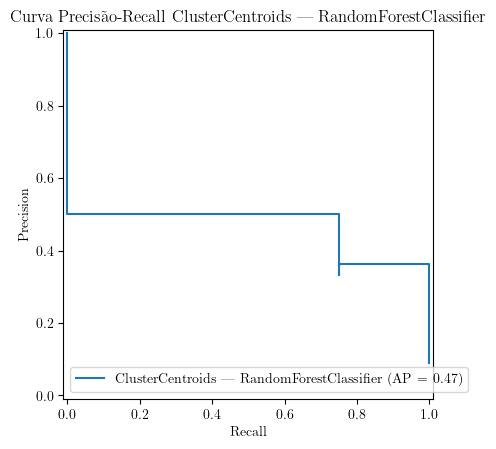 Curva Precisão-Recall ClusterCentroids — RandomForestClassifier
1.0
0.8
0.6
0.4
0.2
0.0
Precision
ClusterCentroids — RandomForestClassifier (AP = 0.47)
0.0 0.2 0.4 0.6 0.8 1.0
Recall